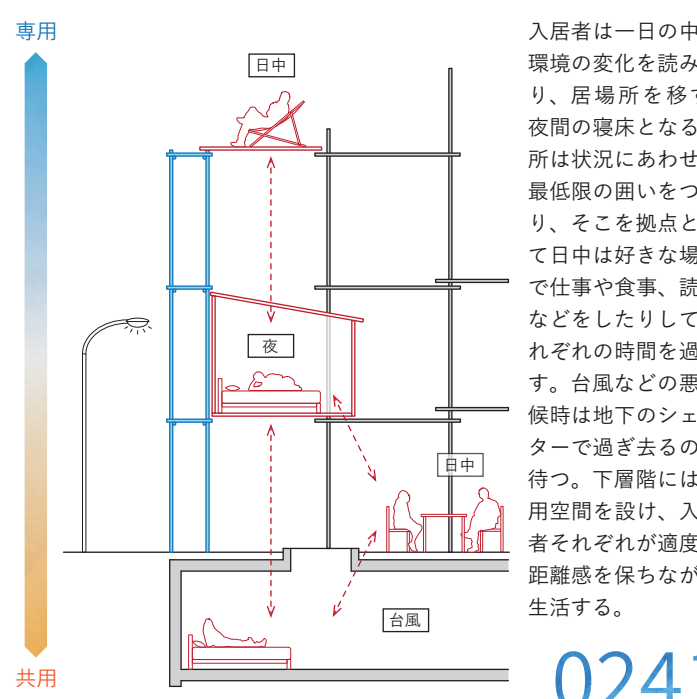 専用
日中
夜
日中
台風
共用
入居者は一日の中
環境の変化を読み
り、居場所を移す
夜間の寝床となる
所は状況にあわせ
最低限の囲いをつ
り、そこを拠点と
て日中は好きな場
で仕事や食事、読
などをしたりして
れぞれの時間を過
す。台風などの悪
候時は地下のシェ
ターで過ぎ去るの
待つ。下層階には
用空間を設け、入
者それぞれが適度
距離感を保ちなが
生活する。
024